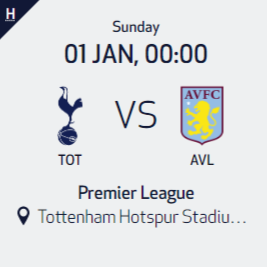 H
Sunday
01 JAN, 00:00
VS
AVFC
TOT
AVL
Premier League
Tottenham Hotspur Stadiu...